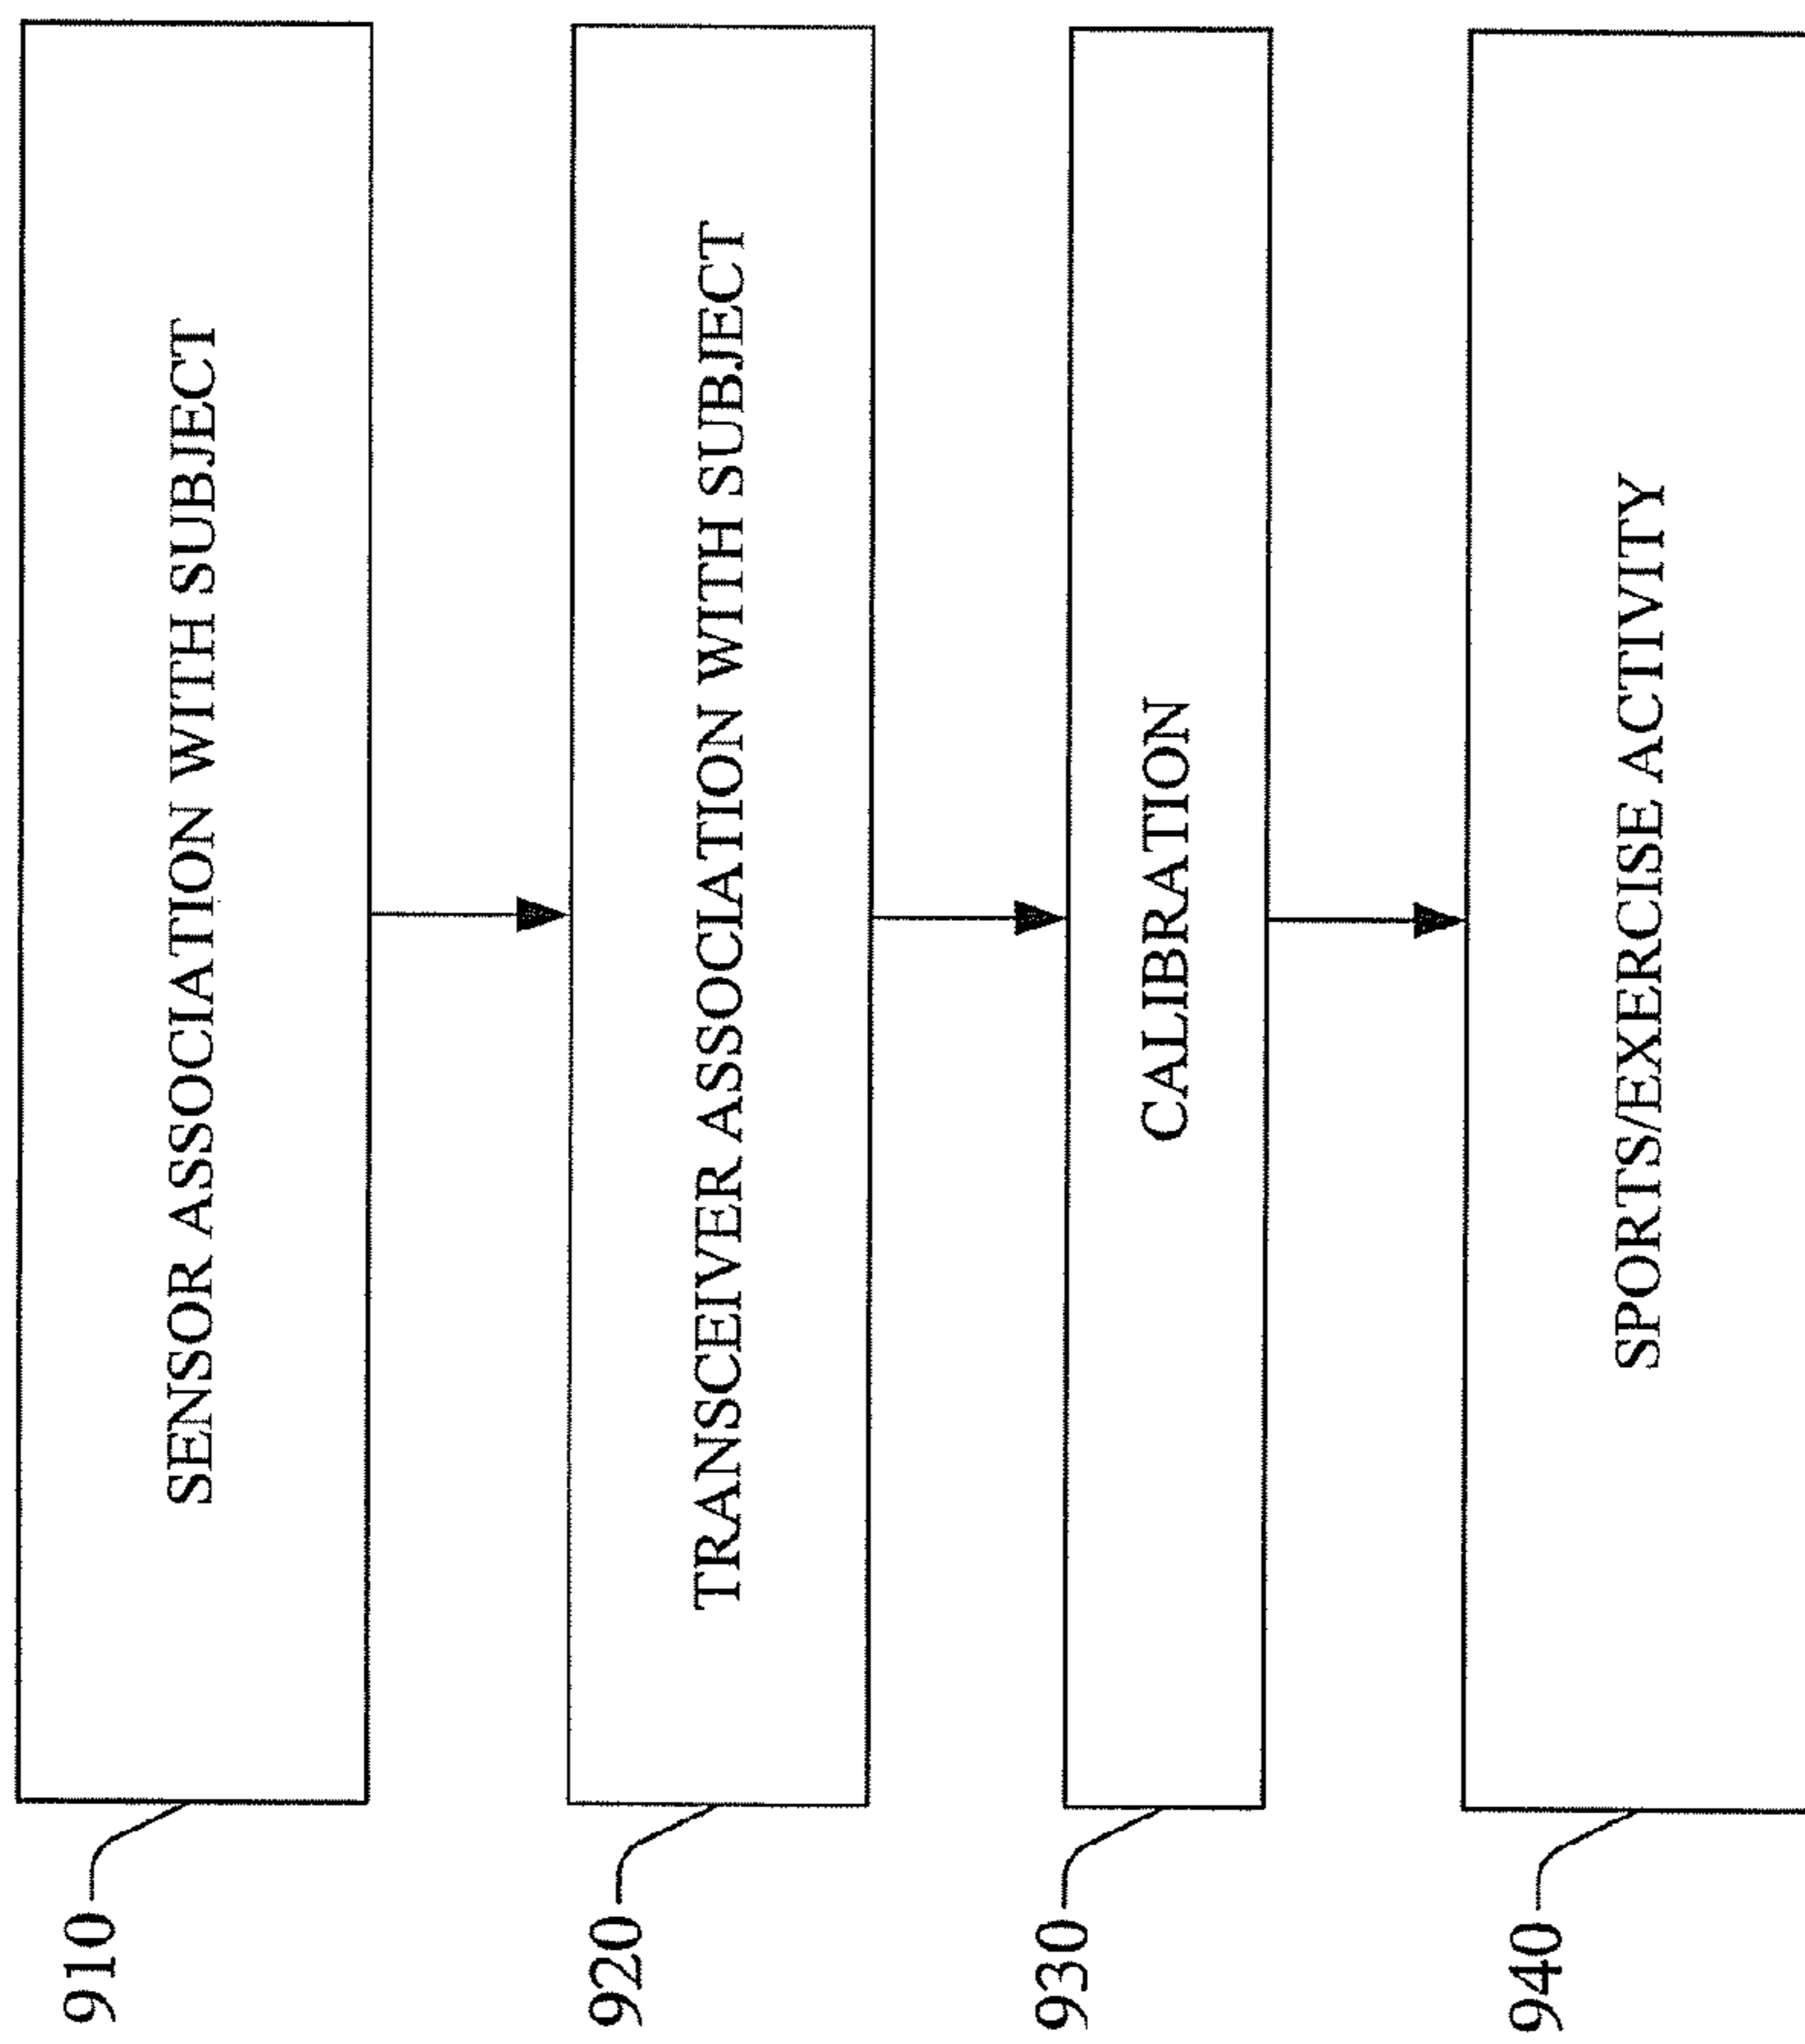 910
SENSOR ASSOCIATION WITH SUBJECT
920
TRANSCEIVER ASSOCIATION WITH SUBJECT
930
CALIBRATION
940
SPORTS/EXERCISE ACTIVITY